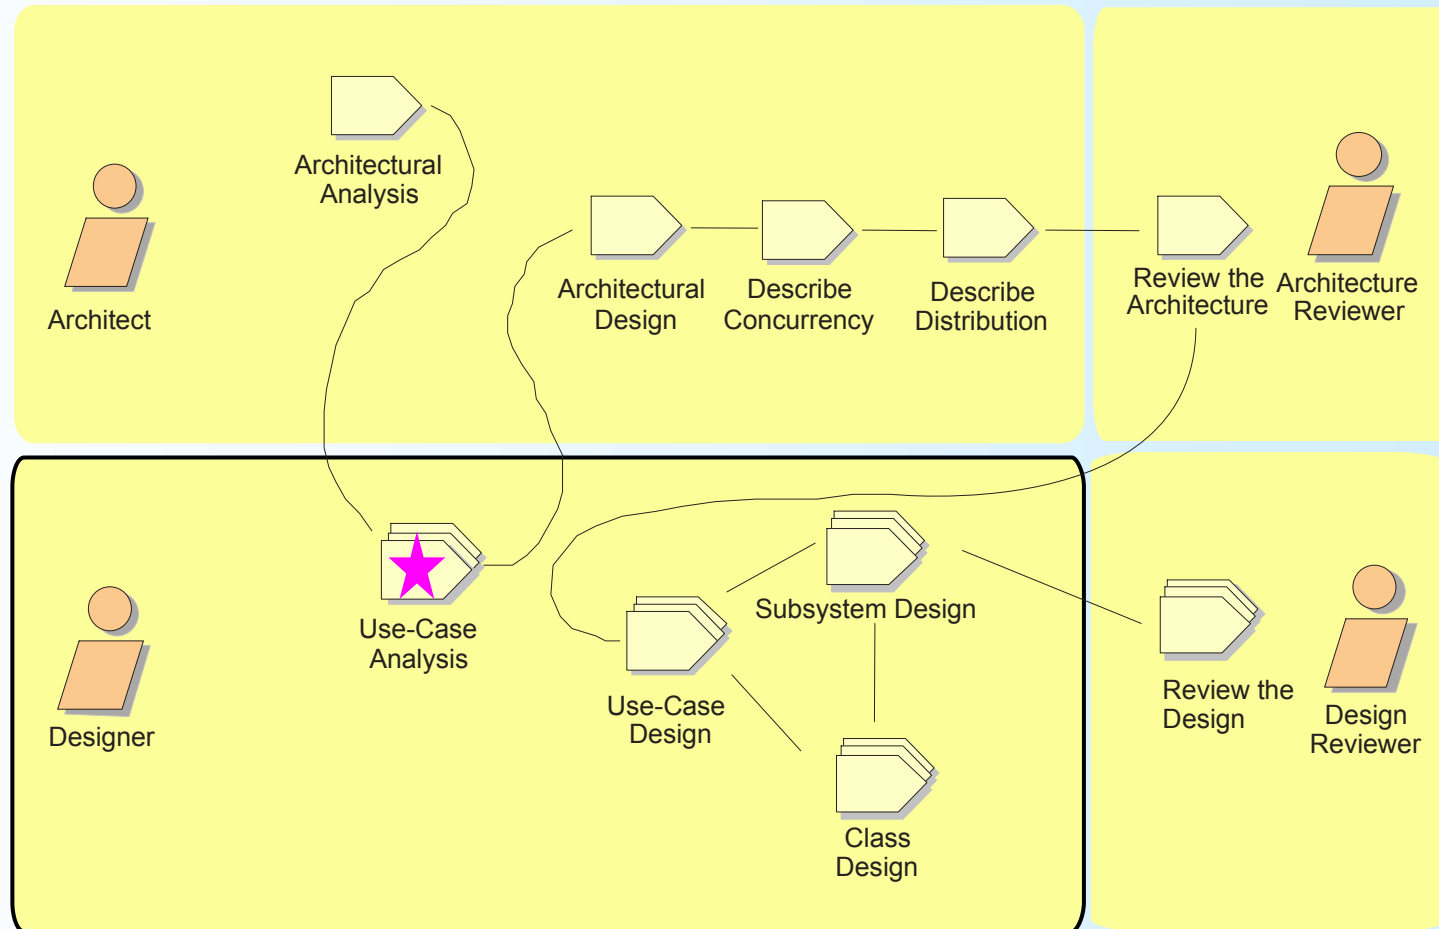 Architectural
Analysis
Architect
Architectural
Design
Describe
Concurrency
Describe
Distribution
Review the
Architecture
Architecture
Reviewer
Use-Case
Analysis
Designer
Subsystem Design
Use-Case
Design
Class
Design
Review the
Design
Design
Reviewer